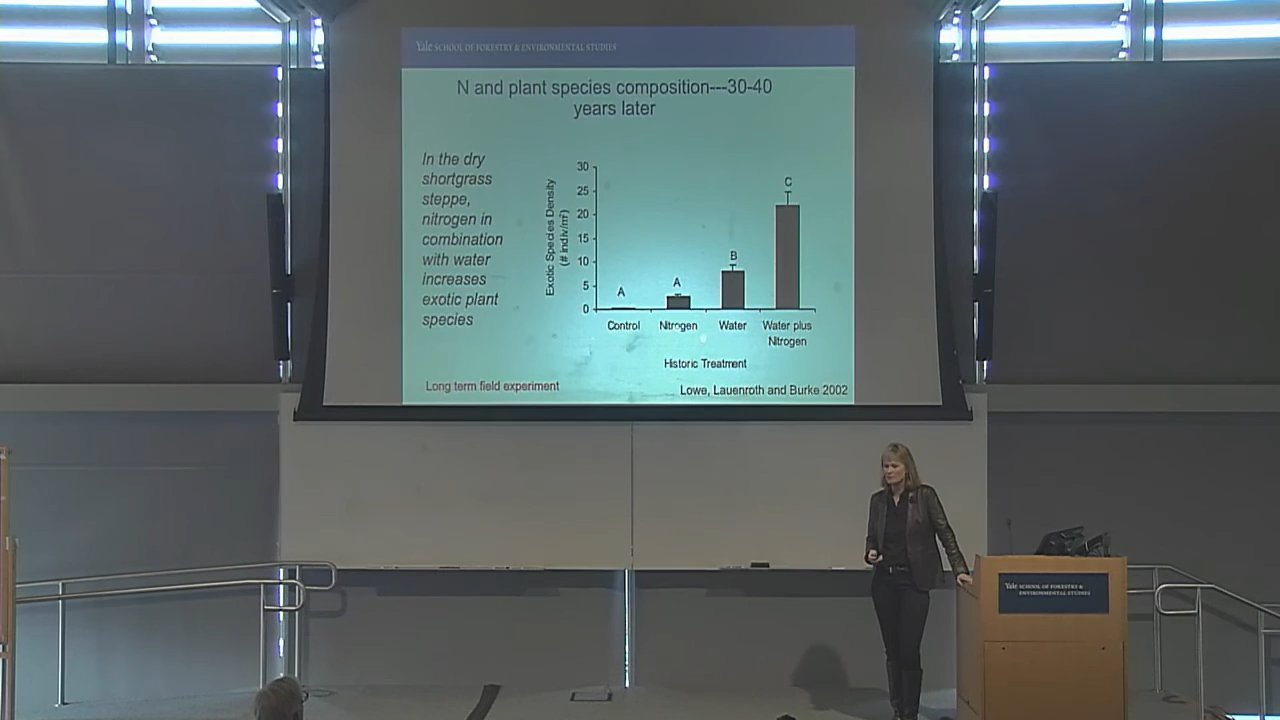 Yale SCHOOL OF FORESTRY & ENVIRONMENTAL STUDIES
N and plant species composition---30-40
years later
In the dry
shortgrass
steppe,
nitrogen in
combination
with water
increases
exotic plant
species
Exotic Species Density
(# indiv/m²)
30
25
20
15
10
5
0
A
A
B
C
Control
Nitrogen
Water
Water plus
Nitrogen
Historic Treatment
Long term field experiment
Lowe, Lauenroth and Burke 2002
Yale SCHOOL OF FORESTRY &
ENVIRONMENTAL STUDIES